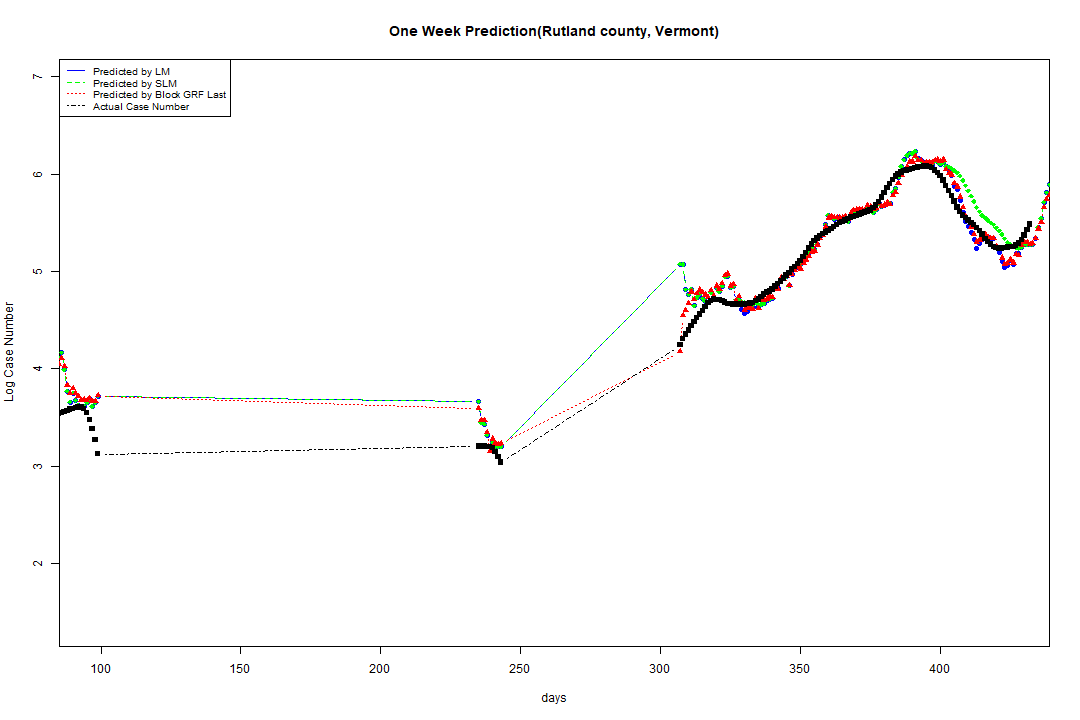 One Week Prediction(Rutland county, Vermont)
Predicted by LM
Predicted by SLM
Predicted by Block GRF Last
Actual Case Number
7
6
5
4
3
2
Log Case Number
100 150 200 250 300 350 400
days